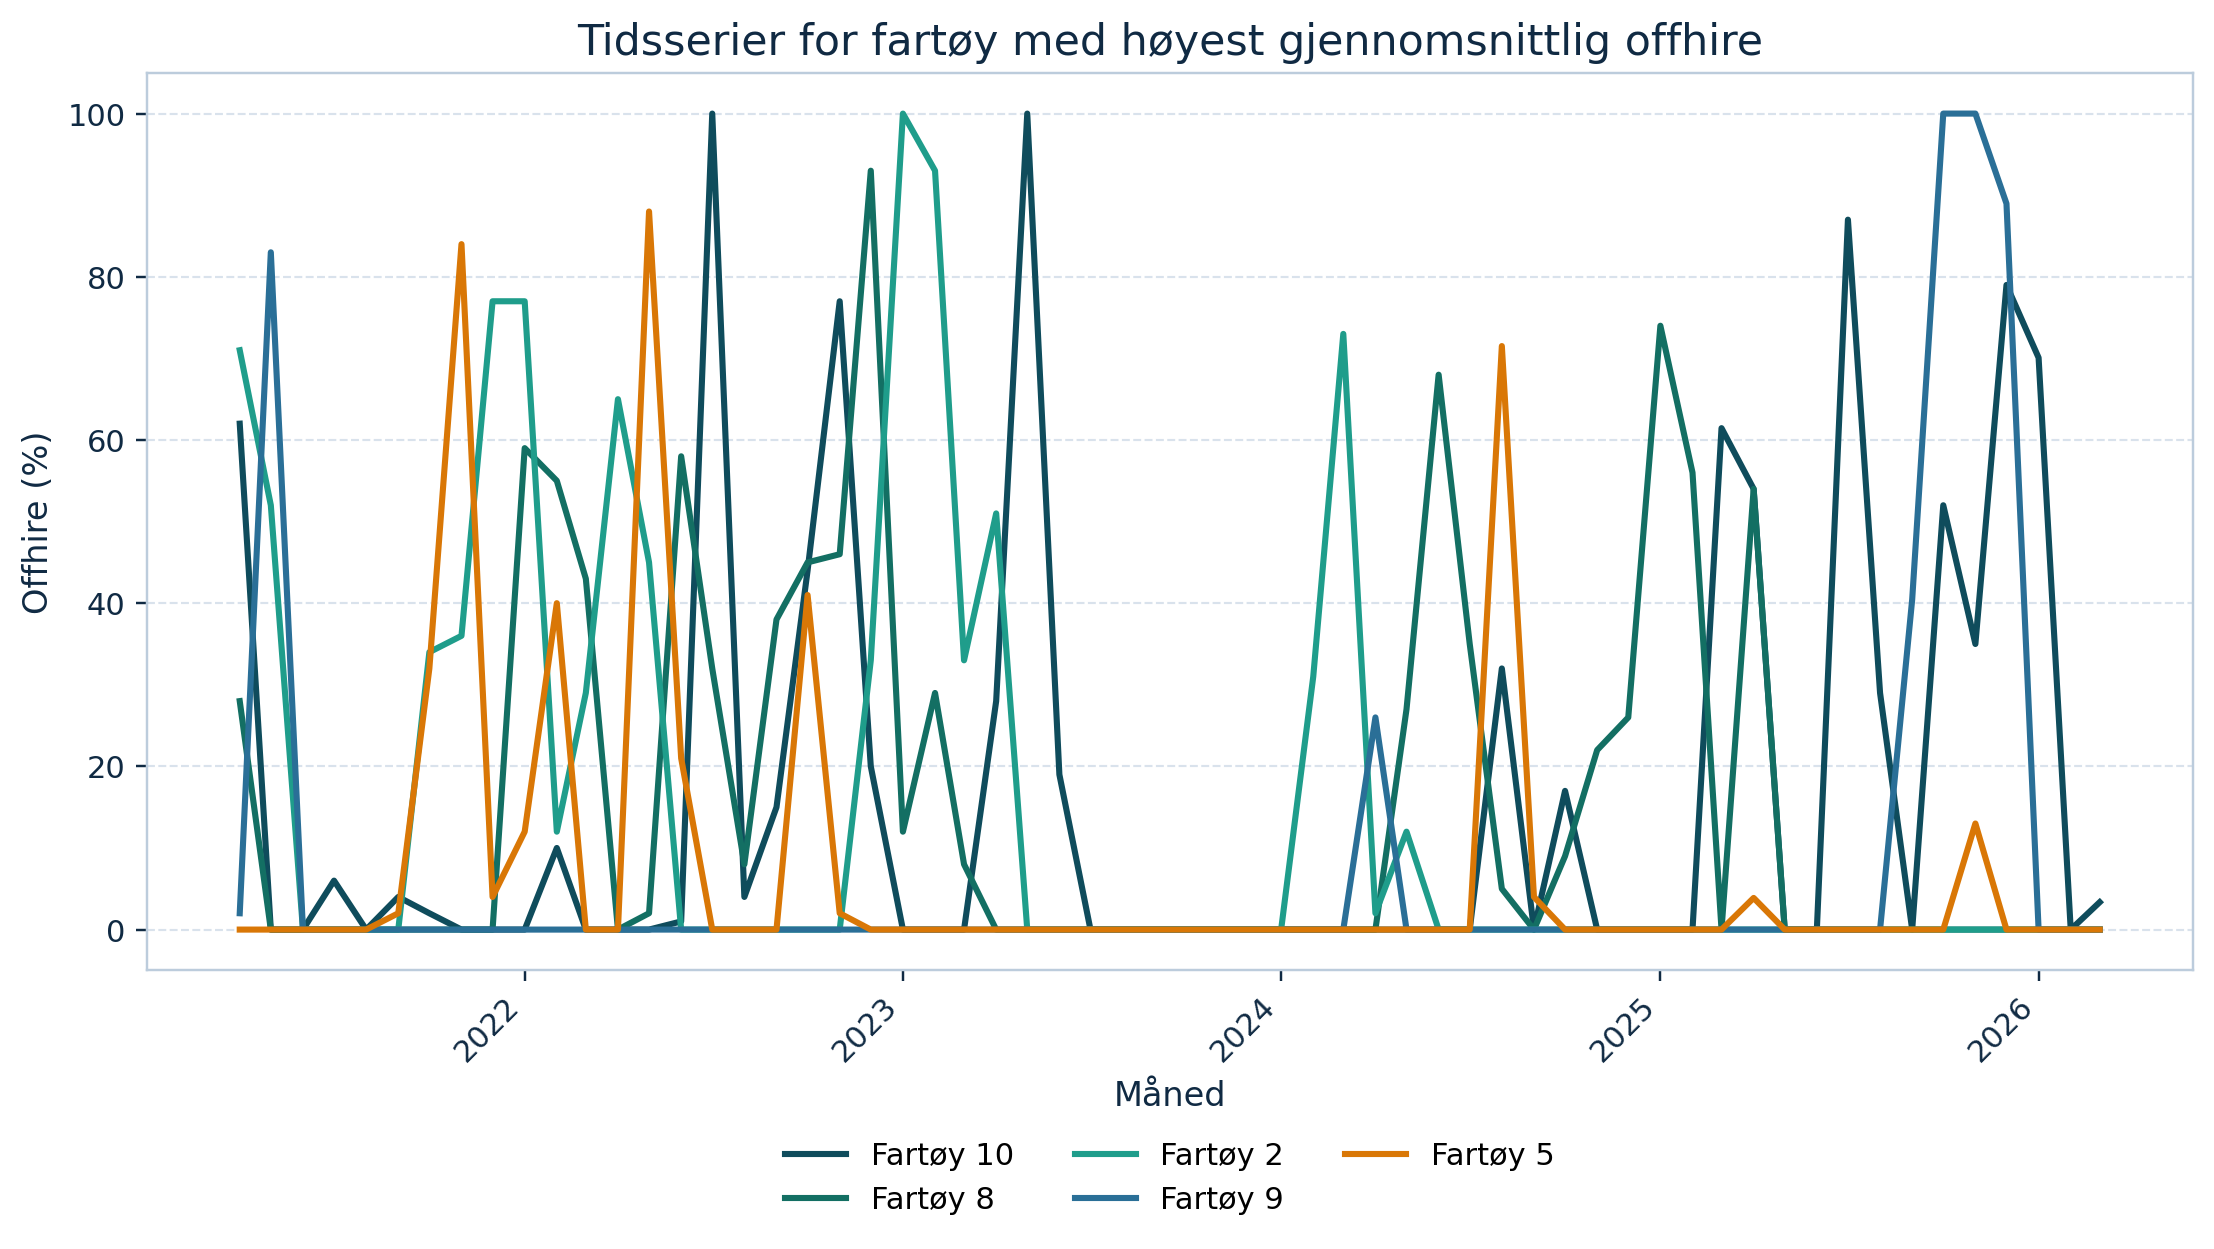 Tidsserier for fartøy med høyest gjennomsnittlig offhire
100
80
60
40
20
0
Offhire (%)
2022
2023
2024
2025
2026
Måned
Fartøy 10
Fartøy 2
Fartøy 5
Fartøy 8
Fartøy 9